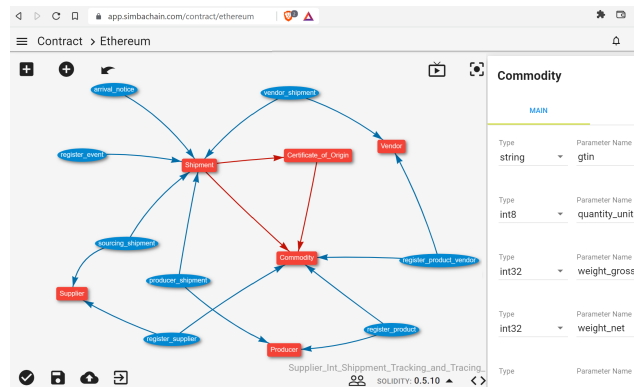 app.simbachain.com/contract/ethereum
Contract > Ethereum
Commodity
MAIN
arrival_notice
vendor_shipment
register_event
Shipment
Certificate_of_Origin
Vendor
sourcing_shipment
producer_shipment
Commodity
register_product_vendor
Supplier
register_supplier
register_product
Producer
Type
Parameter Name
string
gtin
Type
Parameter Name
int8
quantity_unit
Type
Parameter Name
int32
weight_gross
Type
Parameter Name
int32
weight_net
Type
Parameter Name
Supplier_Int_Shippment_Tracking_and_Tracing_
SOLIDITY: 0.5.10